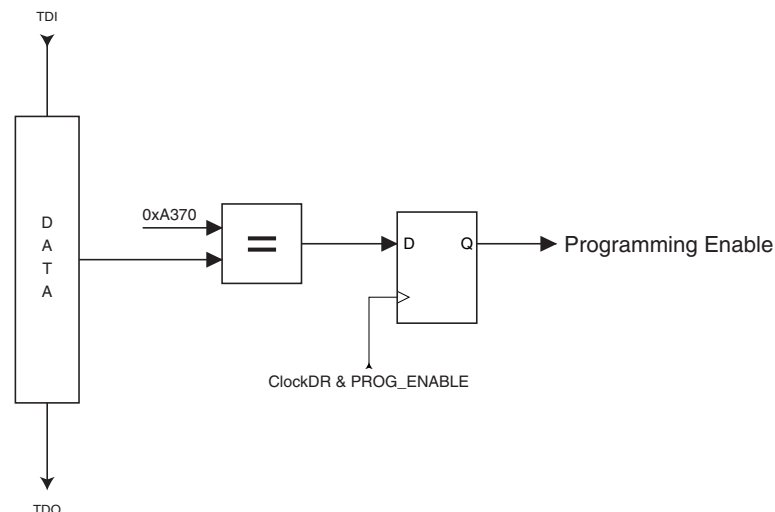 TDI
D
A
T
A
0xA370
=
D
Q
Programming Enable
ClockDR & PROG_ENABLE
TDO